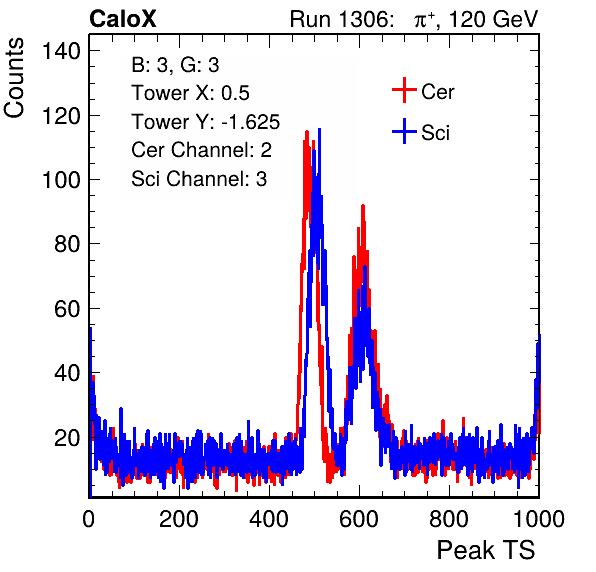 CaloX Run 1306: π+, 120 GeV
Counts
B: 3, G: 3
Tower X: 0.5
Tower Y: -1.625
Cer Channel: 2
Sci Channel: 3
Cer
Sci
140
120
100
80
60
40
20
0 200 400 600 800 1000
Peak TS